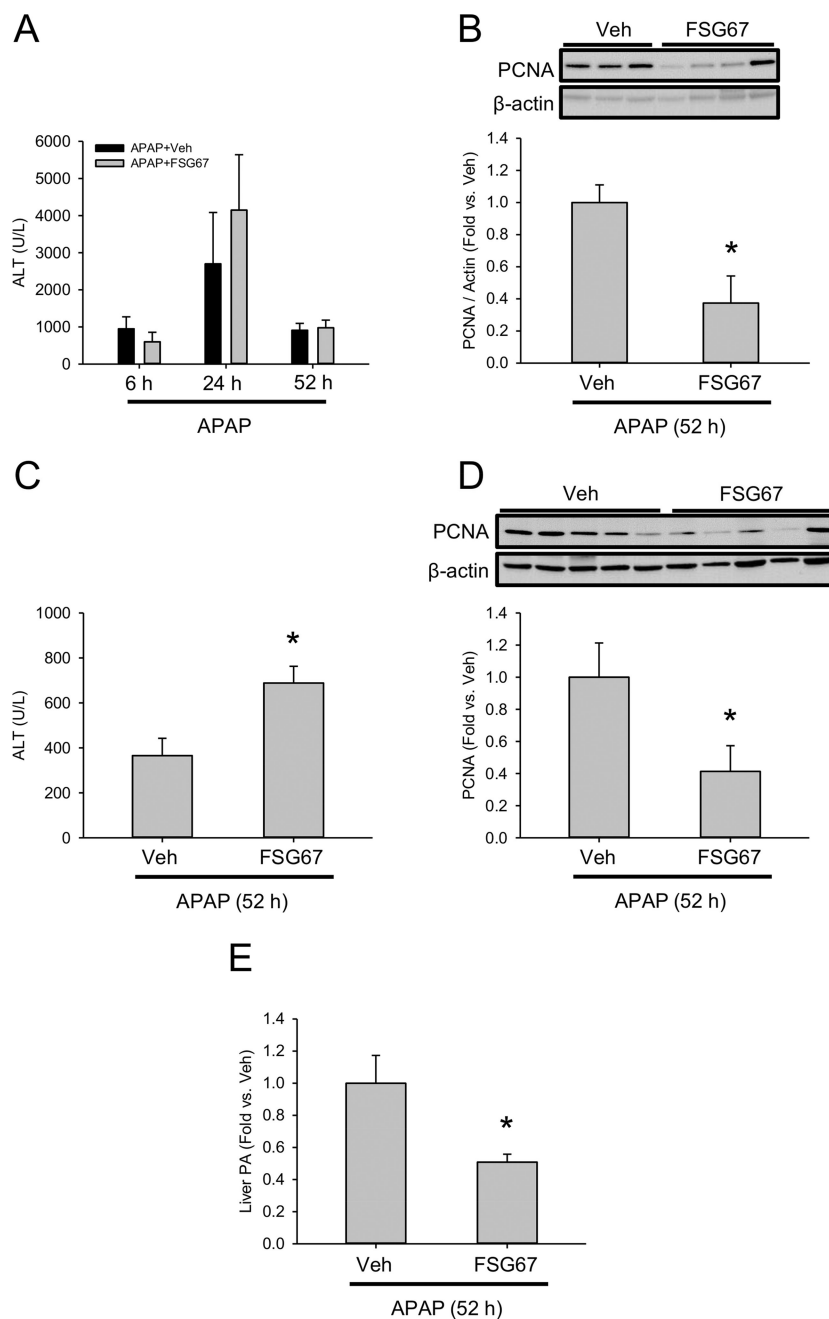 A
6000
5000
4000
3000
2000
1000
0
ALT (U/L)
APAP+Veh
APAP+FSG67
6 h 24 h 52 h
APAP
B
Veh FSG67
PCNA
β-actin
1.4
1.2
1.0
0.8
0.6
0.4
0.2
0.0
PCNA / Actin (Fold vs. Veh)
*
Veh FSG67
APAP (52 h)
C
1000
800
600
400
200
0
ALT (U/L)
*
Veh FSG67
APAP (52 h)
D
Veh FSG67
PCNA
β-actin
1.4
1.2
1.0
0.8
0.6
0.4
0.2
0.0
PCNA (Fold vs. Veh)
*
Veh FSG67
APAP (52 h)
E
1.4
1.2
1.0
0.8
0.6
0.4
0.2
0.0
Liver PA (Fold vs. Veh)
*
Veh FSG67
APAP (52 h)